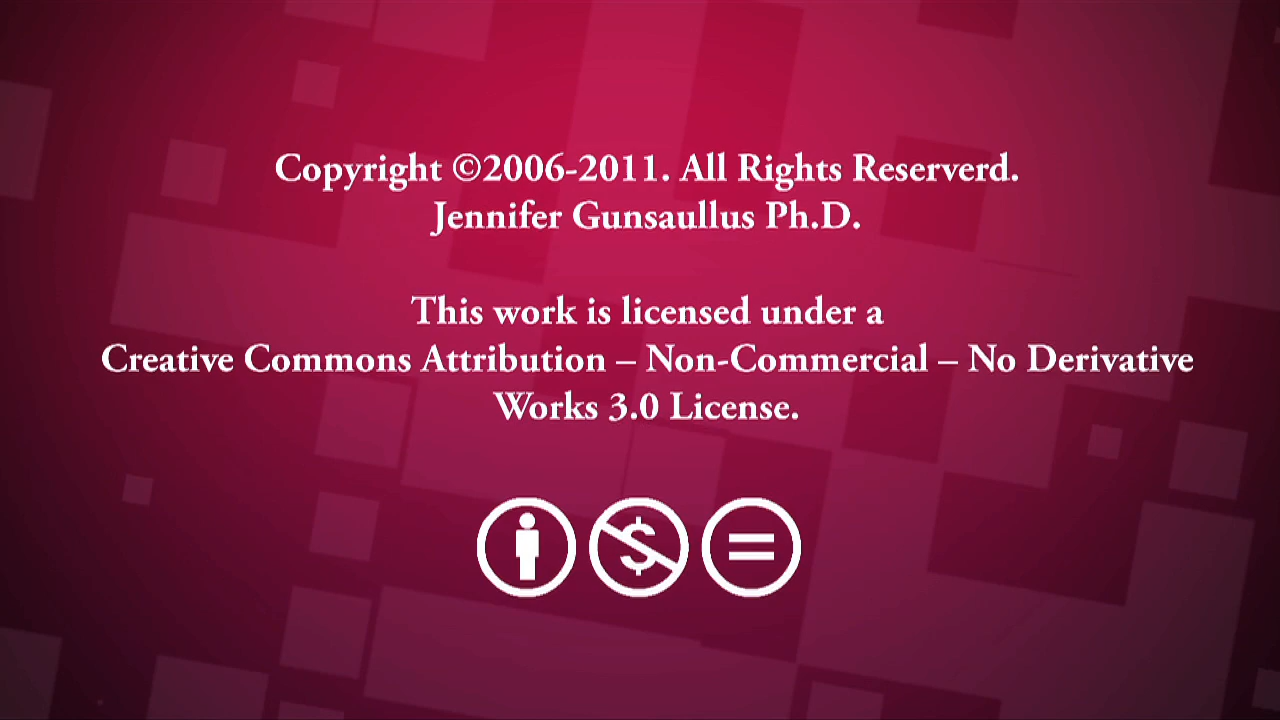 Copyright ©2006-2011. All Rights Reserverd.
Jennifer Gunsaullus Ph.D.
This work is licensed under a
Creative Commons Attribution – Non-Commercial – No Derivative
Works 3.0 License.